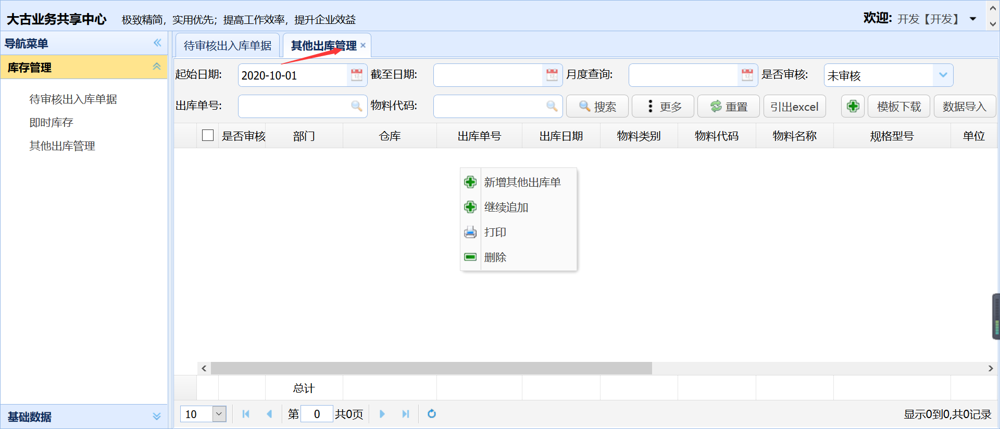 大古业务共享中心 极致精简，实用优先；提高工作效率，提升企业效益 欢迎: 开发【开发】
导航菜单
库存管理
待审核出入库单据
即时库存
其他出库管理
基础数据
待审核出入库单据 其他出库管理
起始日期: 2020-10-01 截至日期: 月度查询: 是否审核: 未审核
出库单号: 物料代码: 搜索 更多 重置 引出excel 模板下载 数据导入
是否审核 部门 仓库 出库单号 出库日期 物料类别 物料代码 物料名称 规格型号 单位
新增其他出库单
继续追加
打印
删除
总计
10 第 0 共0页 显示0到0,共0记录